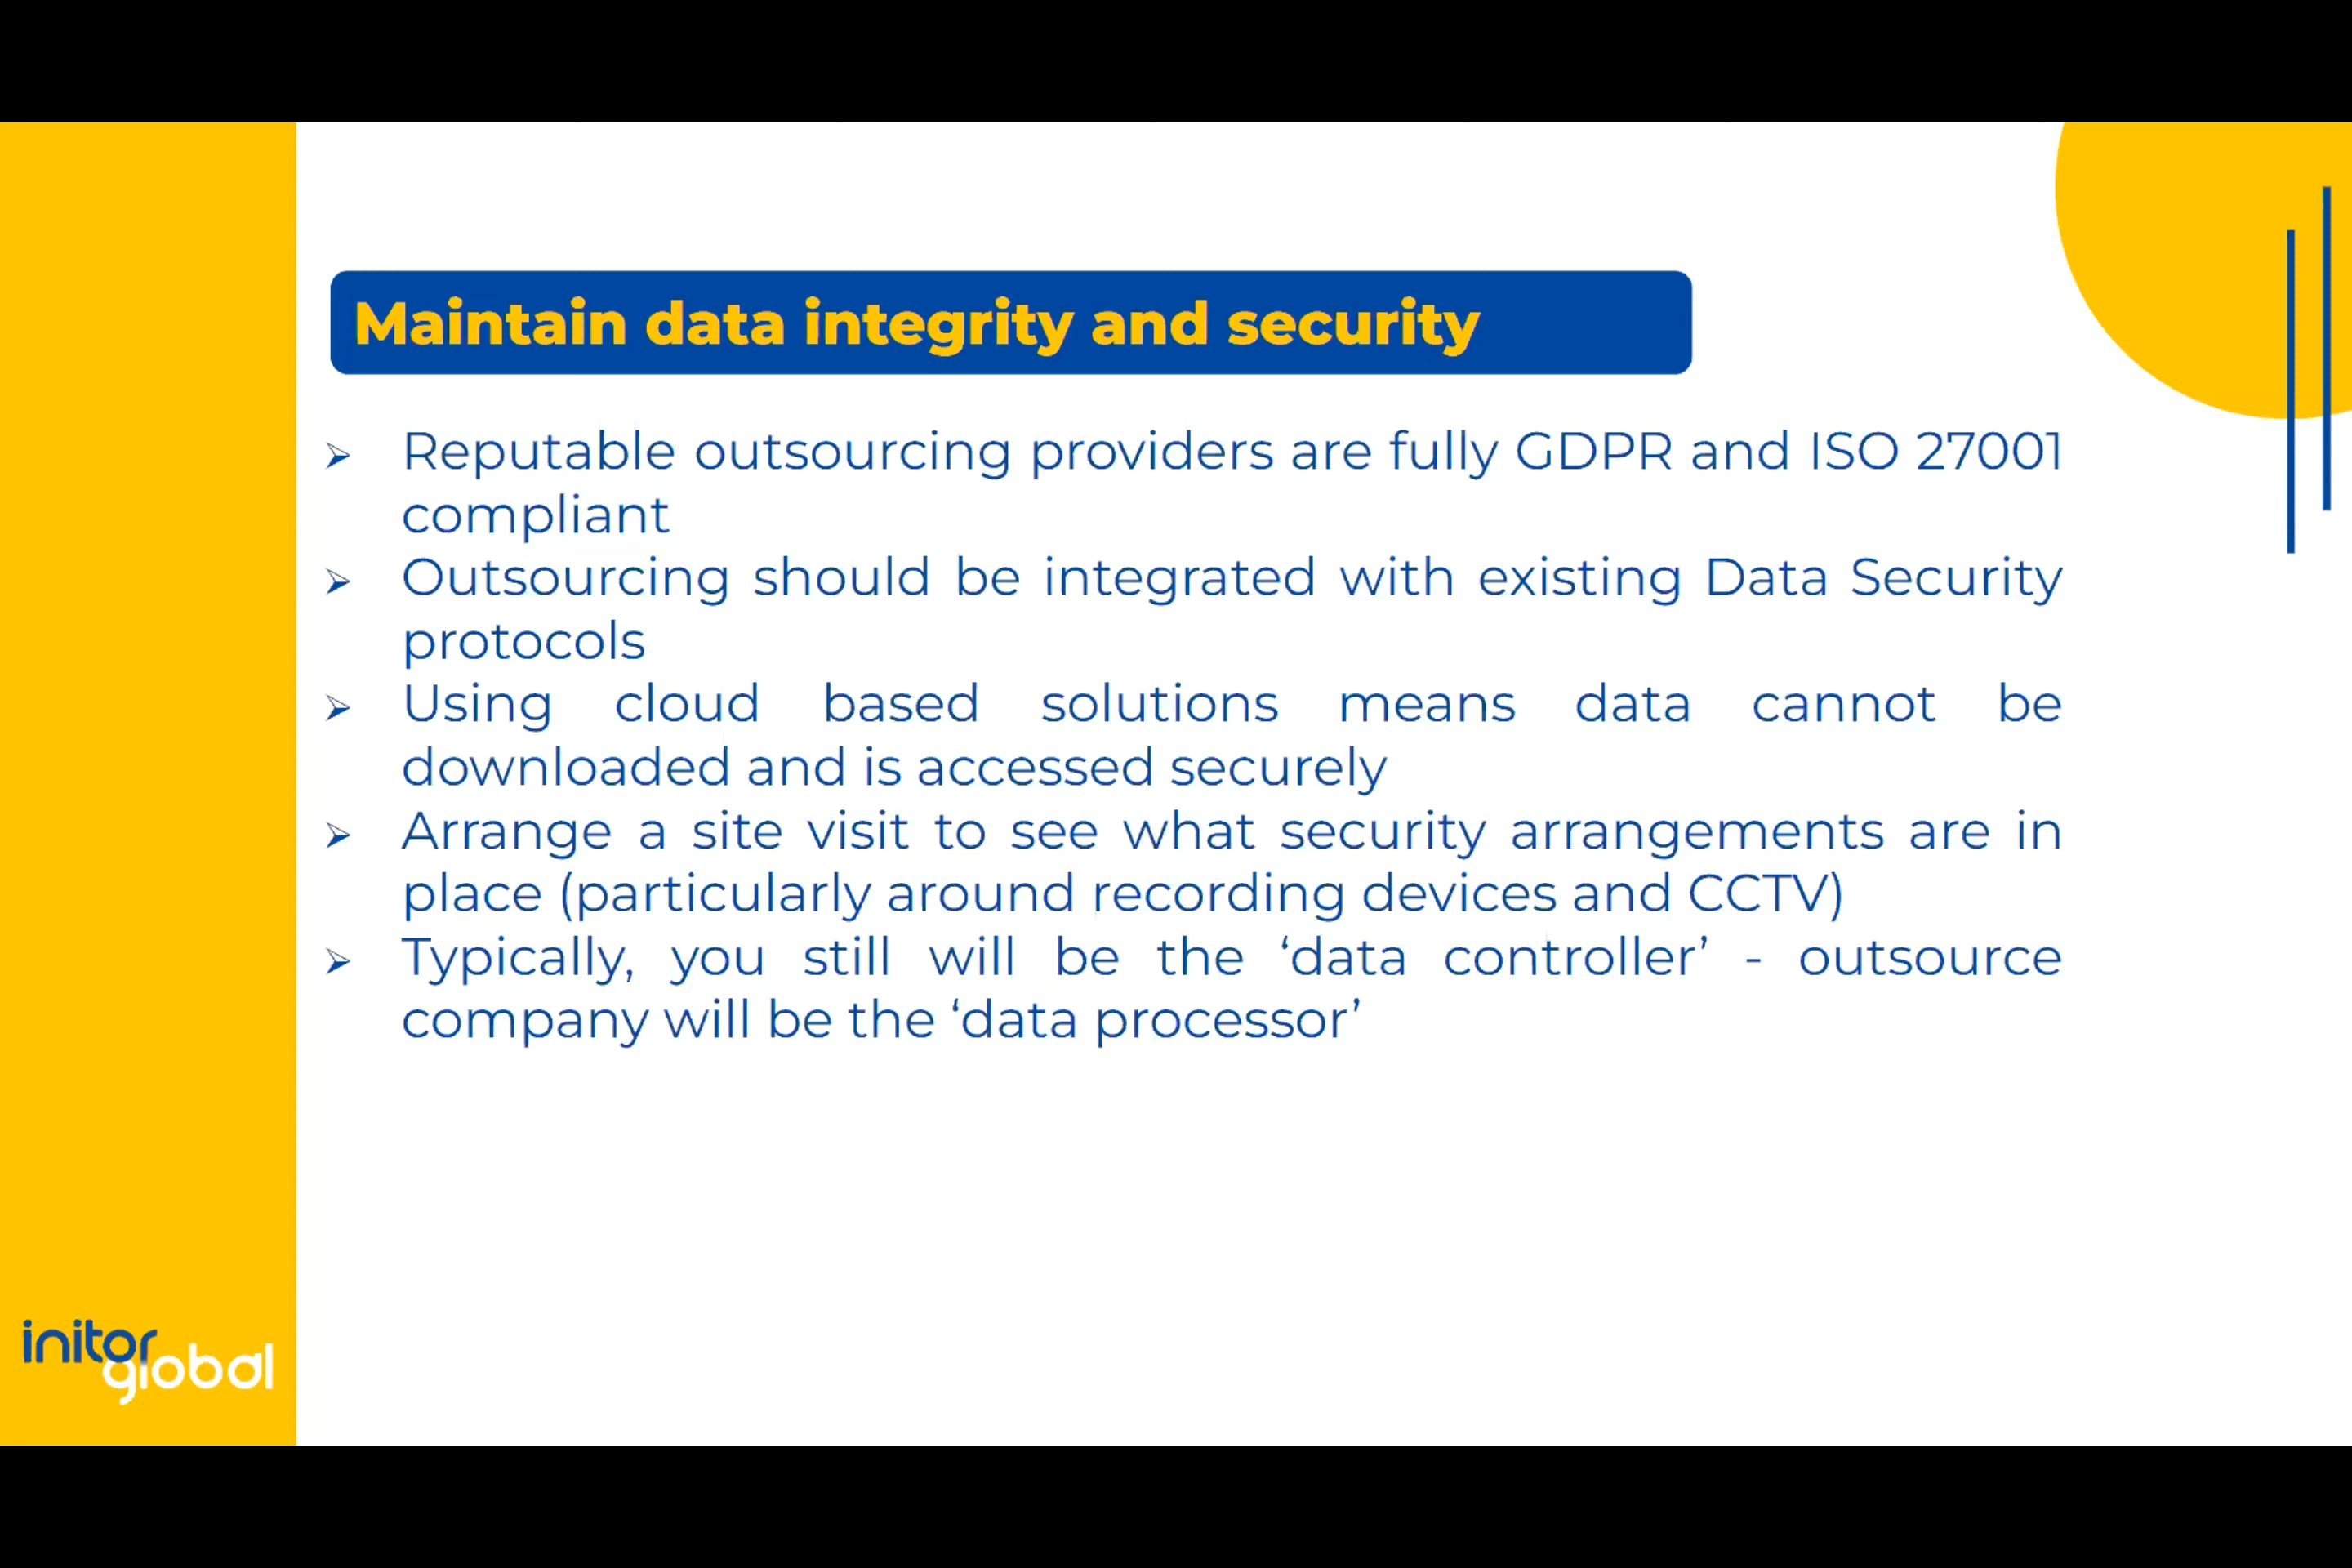 Maintain data integrity and security
➢ Reputable outsourcing providers are fully GDPR and ISO 27001
compliant
➢ Outsourcing should be integrated with existing Data Security
protocols
➢ Using cloud based solutions means data cannot be
downloaded and is accessed securely
➢ Arrange a site visit to see what security arrangements are in
place (particularly around recording devices and CCTV)
➢ Typically, you still will be the ‘data controller’ - outsource
company will be the ‘data processor’
initor
global